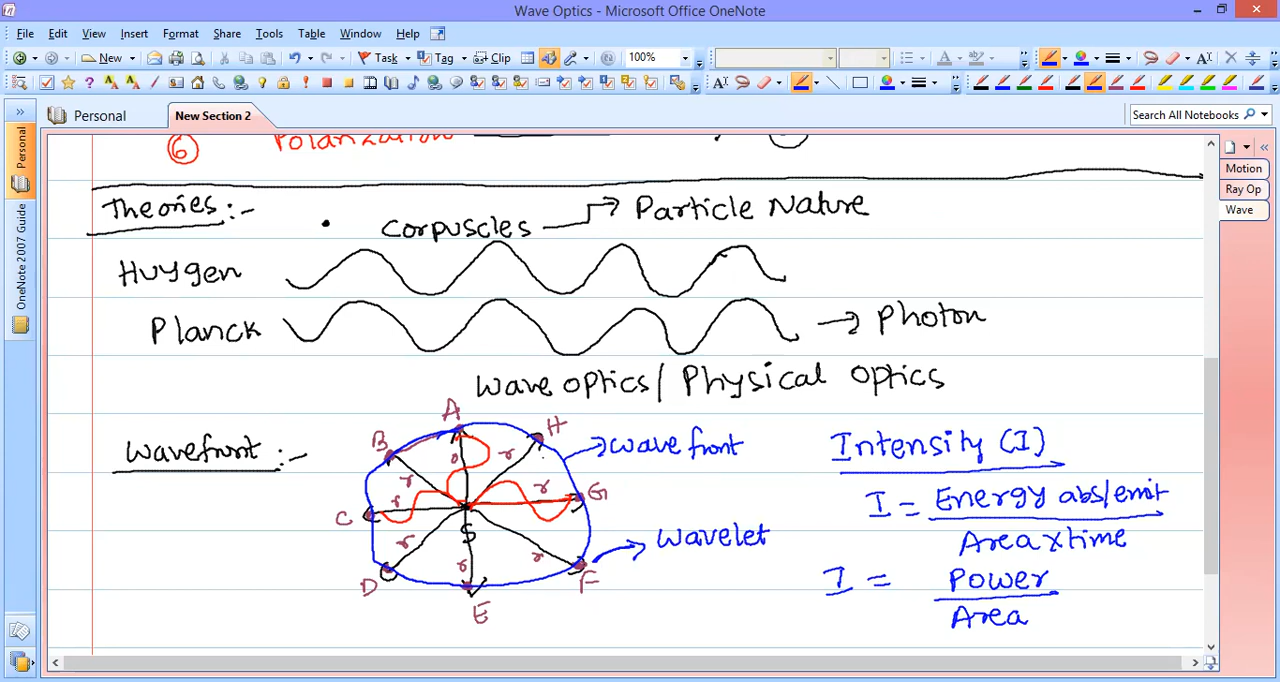 Wave Optics - Microsoft Office OneNote
File Edit View Insert Format Share Tools Table Window Help
New Task Tag Clip 100%
Personal New Section 2 Search All Notebooks
Personal
OneNote 2007 Guide
Motion
Ray Op
Wave
6 Polarization
Theories:-
Corpuscles → Particle Nature
Huygen
Planck → Photon
Wave optics/ Physical Optics
Wavefront :-
A
B
C
D
E
F
G
H
S
r r r r r r r
→ wave front
→ wavelet
Intensity (I)
I = Energy abs/emit
Area x time
I = Power
Area